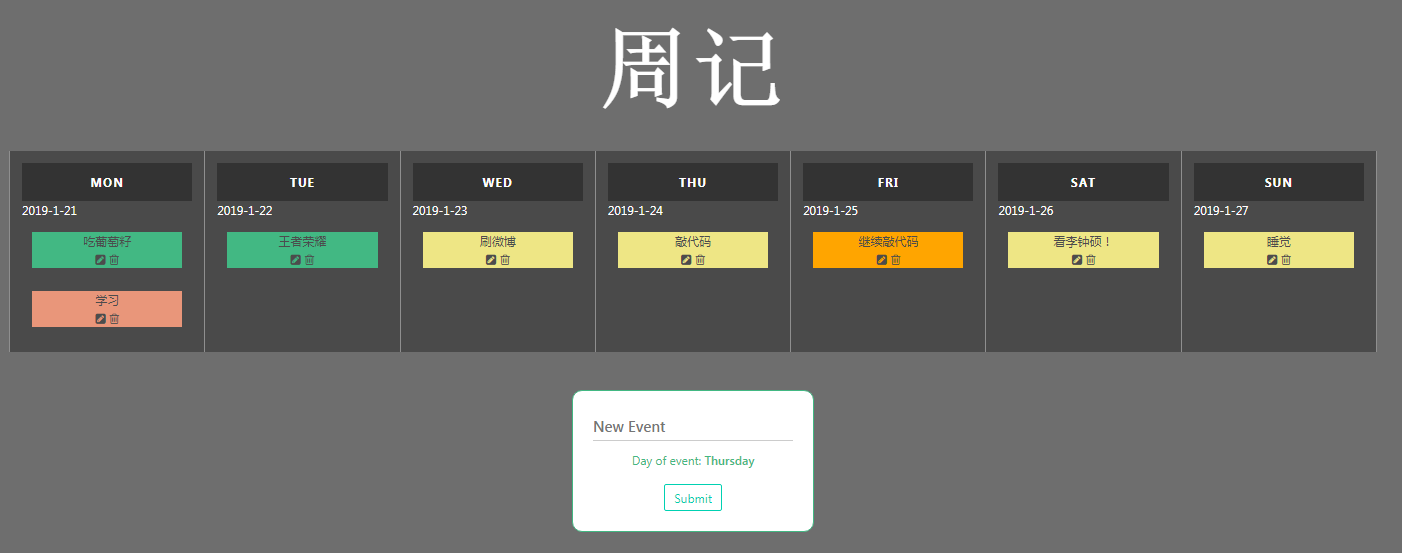 周记
MON
TUE
WED
THU
FRI
SAT
SUN
2019-1-21
2019-1-22
2019-1-23
2019-1-24
2019-1-25
2019-1-26
2019-1-27
吃葡萄籽
王者荣耀
刷微博
敲代码
继续敲代码
看李钟硕！
睡觉
学习
New Event
Day of event: Thursday
Submit